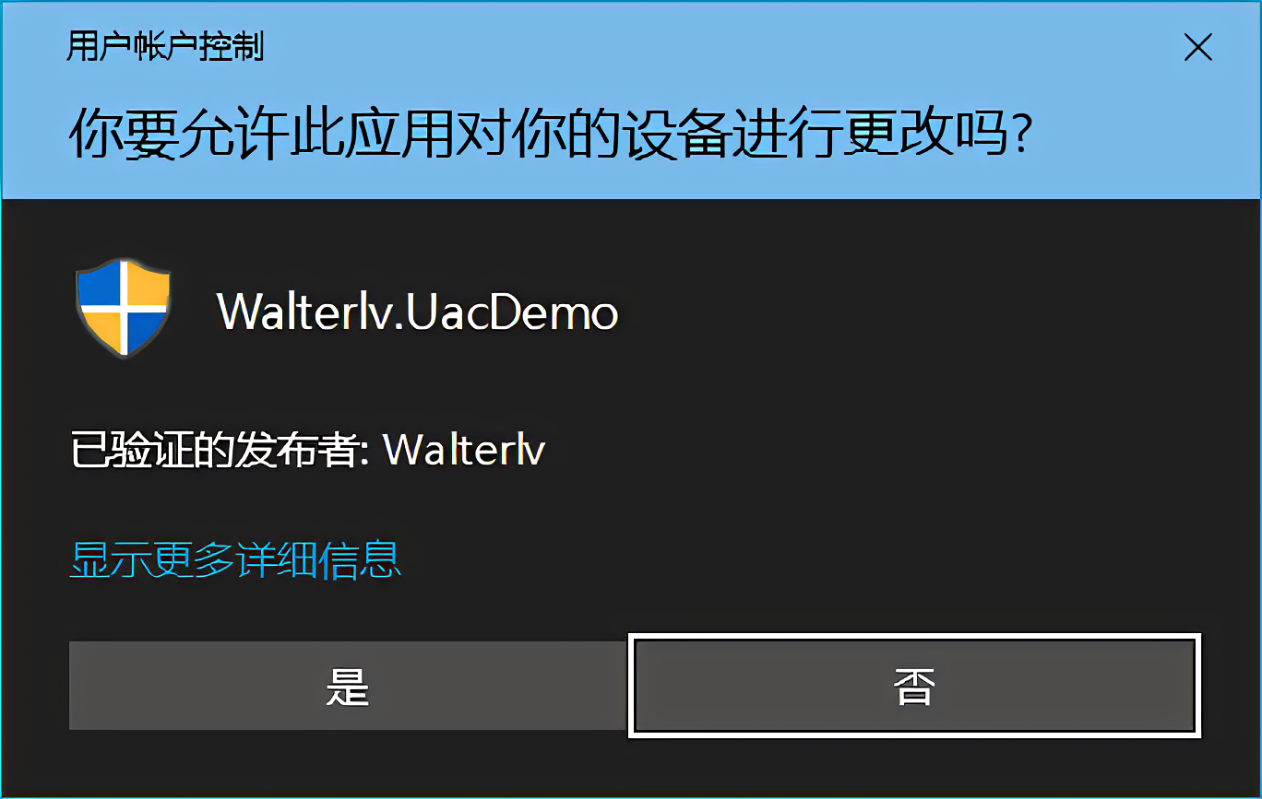 用户帐户控制
你要允许此应用对你的设备进行更改吗?
Walterlv.UacDemo
已验证的发布者: Walterlv
显示更多详细信息
是
否